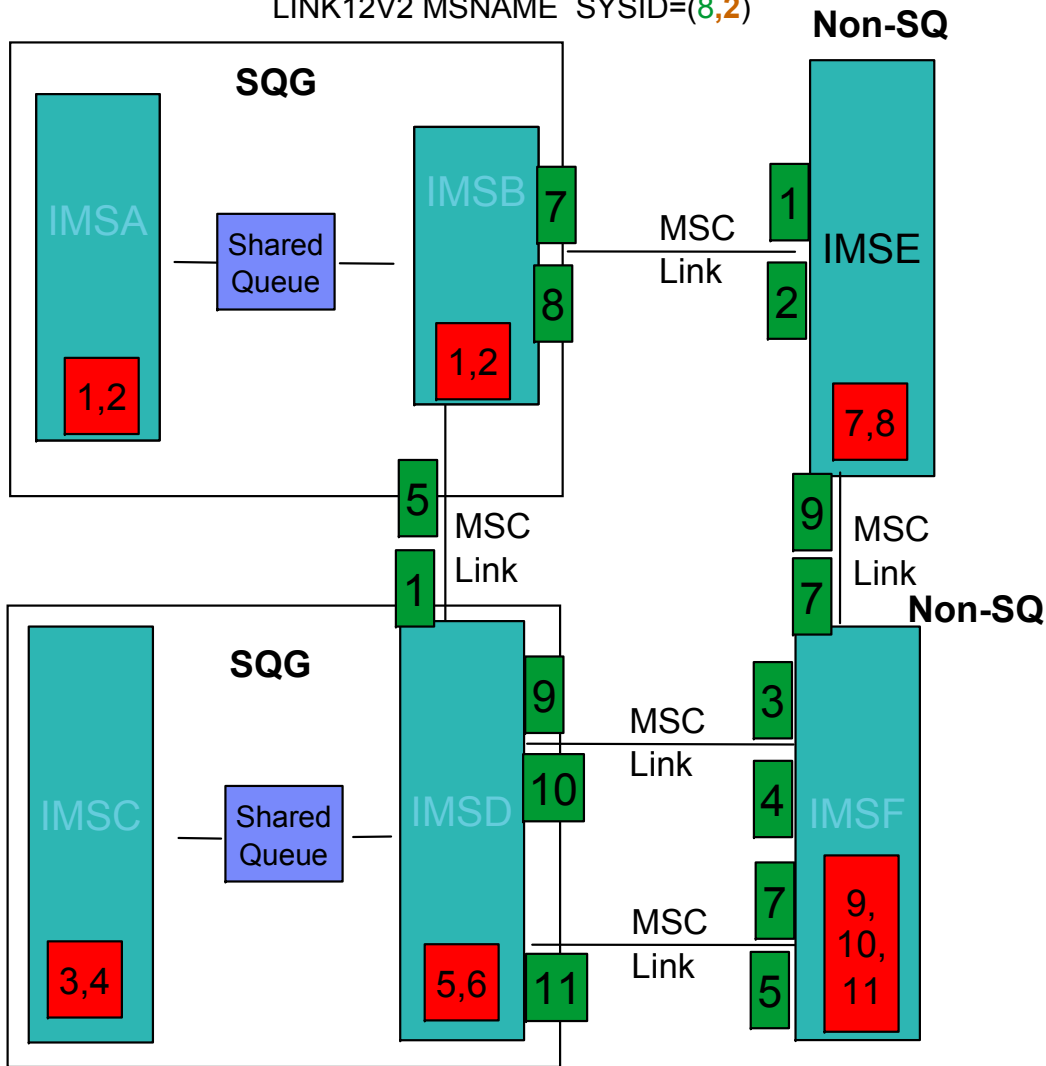 LINK12V2 MSNAME SYSID=(8,2)
Non-SQ
SQG
IMSA
Shared
Queue
IMSB
7
8
MSC
Link
1
2
IMSE
1,2
1,2
7,8
5
MSC
Link
1
9
MSC
Link
7
Non-SQ
SQG
IMSC
Shared
Queue
IMSD
9
10
MSC
Link
3
4
IMSF
3,4
5,6
11
MSC
Link
7
5
9,
10,
11